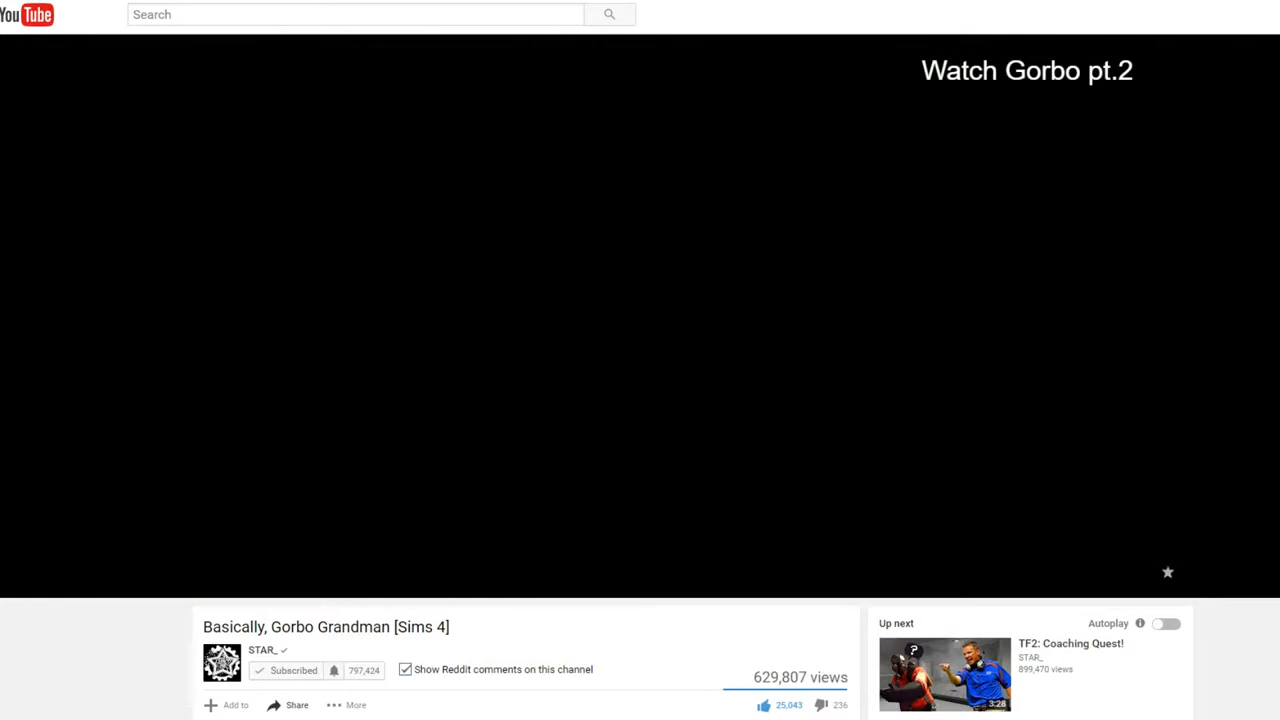 YouTube
Search
Watch Gorbo pt.2
Basically, Gorbo Grandman [Sims 4]
STAR_
Subscribed 797,424
Show Reddit comments on this channel
629,807 views
Add to Share More
25,043 236
Up next Autoplay
TF2: Coaching Quest!
STAR_
899,470 views
?
3:28